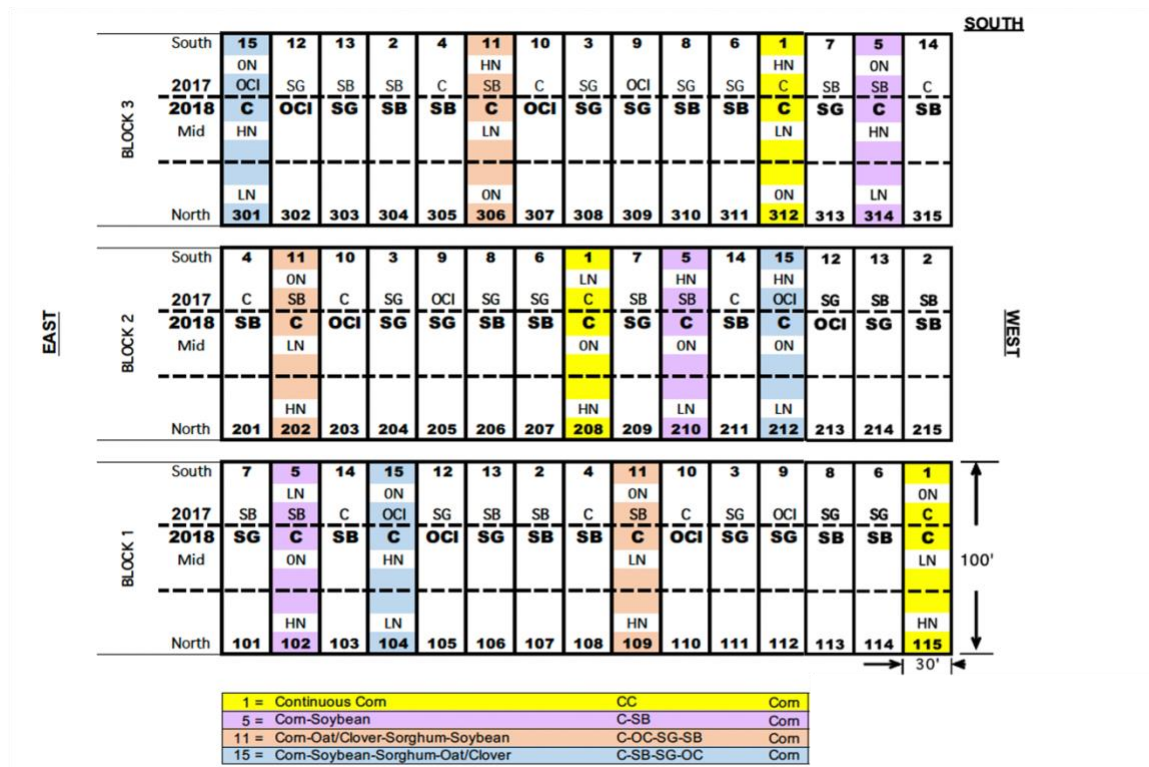 SOUTH
South 15 12 13 2 4 11 10 3 9 8 6 1 7 5 14
0N HN HN 0N
2017 OCI SG SB SB C SB C SG OCI SG SG C SB SB C
2018 C OCI SG SB SB C OCI SG SG SB SB C SG C SB
Mid HN LN LN HN
BLOCK 3
LN 0N 0N LN
North 301 302 303 304 305 306 307 308 309 310 311 312 313 314 315
South 4 11 10 3 9 8 6 1 7 5 14 15 12 13 2
0N LN HN HN
2017 C SB C SG OCI SG SG C SB SB C OCI SG SB SB
2018 SB C OCI SG SG SB SB C SG C SB C OCI SG SB
Mid LN 0N 0N 0N
BLOCK 2
EAST
WEST
HN HN LN LN
North 201 202 203 204 205 206 207 208 209 210 211 212 213 214 215
South 7 5 14 15 12 13 2 4 11 10 3 9 8 6 1
LN 0N 0N 0N
2017 SB SB C OCI SG SB SB C SB C SG OCI SG SG C
2018 SG C SB C OCI SG SB SB C OCI SG SG SB SB C
Mid 0N HN LN LN 100'
BLOCK 1
HN LN HN HN
North 101 102 103 104 105 106 107 108 109 110 111 112 113 114 115
30'
1 = Continuous Corn CC Corn
5 = Corn-Soybean C-SB Corn
11 = Corn-Oat/Clover-Sorghum-Soybean C-OC-SG-SB Corn
15 = Corn-Soybean-Sorghum-Oat/Clover C-SB-SG-OC Corn